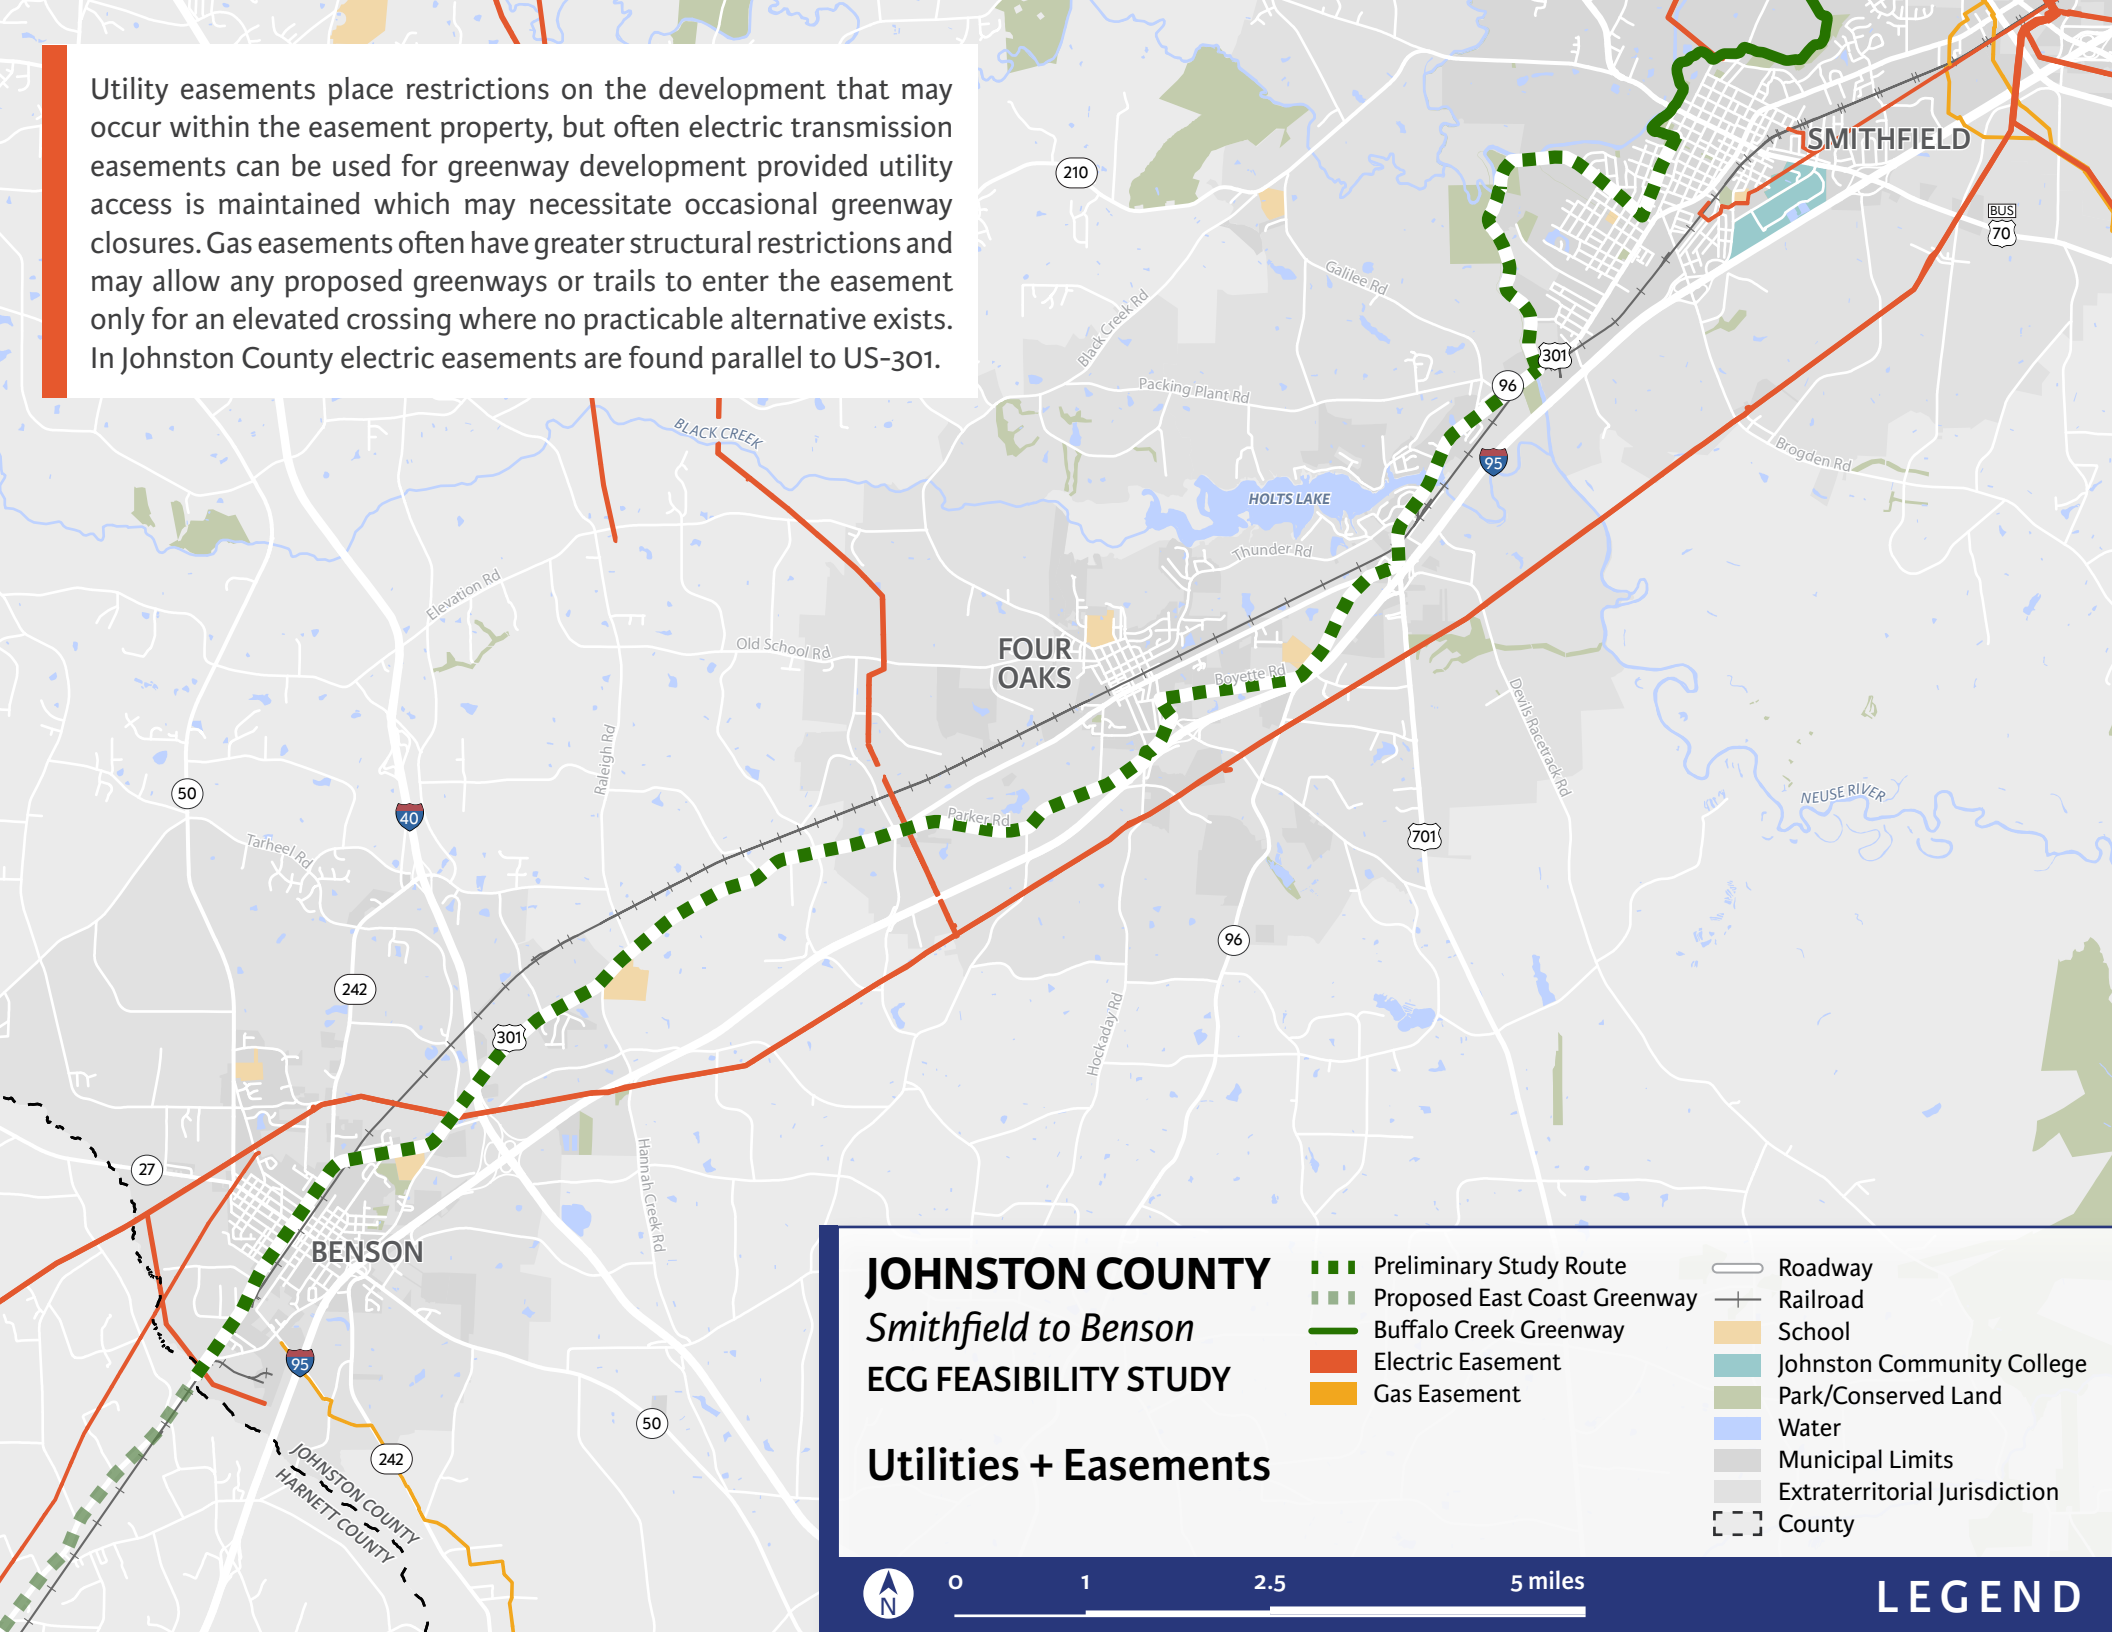 Utility easements place restrictions on the development that may
occur within the easement property, but often electric transmission
easements can be used for greenway development provided utility
access is maintained which may necessitate occasional greenway
closures. Gas easements often have greater structural restrictions and
may allow any proposed greenways or trails to enter the easement
only for an elevated crossing where no practicable alternative exists.
In Johnston County electric easements are found parallel to US-301.
SMITHFIELD
210
BUS
70
Galilee Rd
Black Creek Rd
301
96
Packing Plant Rd
BLACK CREEK
Brogden Rd
95
HOLTS LAKE
Thunder Rd
Elevation Rd
Old School Rd
FOUR
OAKS
Boyette Rd
Devils Racetrack Rd
Raleigh Rd
50
40
NEUSE RIVER
Parker Rd
701
Tarheel Rd
96
242
301
Hockaday Rd
27
Hannah Creek Rd
BENSON
95
50
242
JOHNSTON COUNTY
HARNETT COUNTY
JOHNSTON COUNTY
Smithfield to Benson
ECG FEASIBILITY STUDY
Utilities + Easements
Preliminary Study Route
Proposed East Coast Greenway
Buffalo Creek Greenway
Electric Easement
Gas Easement
Roadway
Railroad
School
Johnston Community College
Park/Conserved Land
Water
Municipal Limits
Extraterritorial Jurisdiction
County
N
0 1 2.5 5 miles
LEGEND